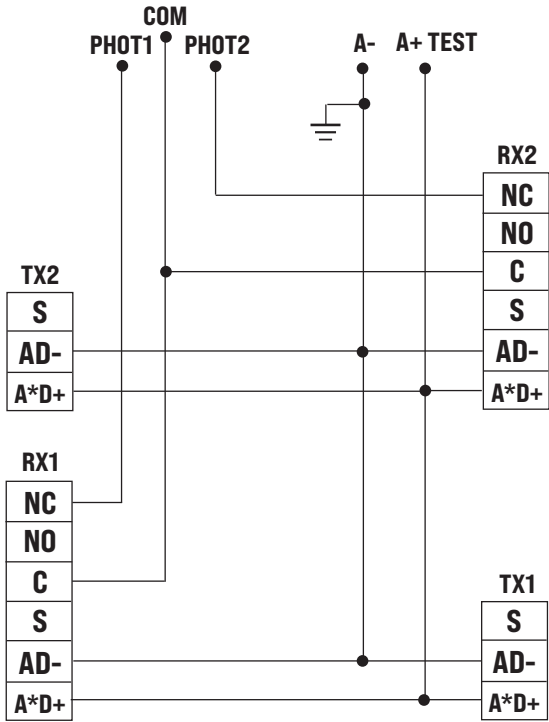 COM
PHOT1 PHOT2 A- A+ TEST
RX2
NC
NO
C
S
AD-
A*D+
TX2
S
AD-
A*D+
RX1
NC
NO
C
S
AD-
A*D+
TX1
S
AD-
A*D+